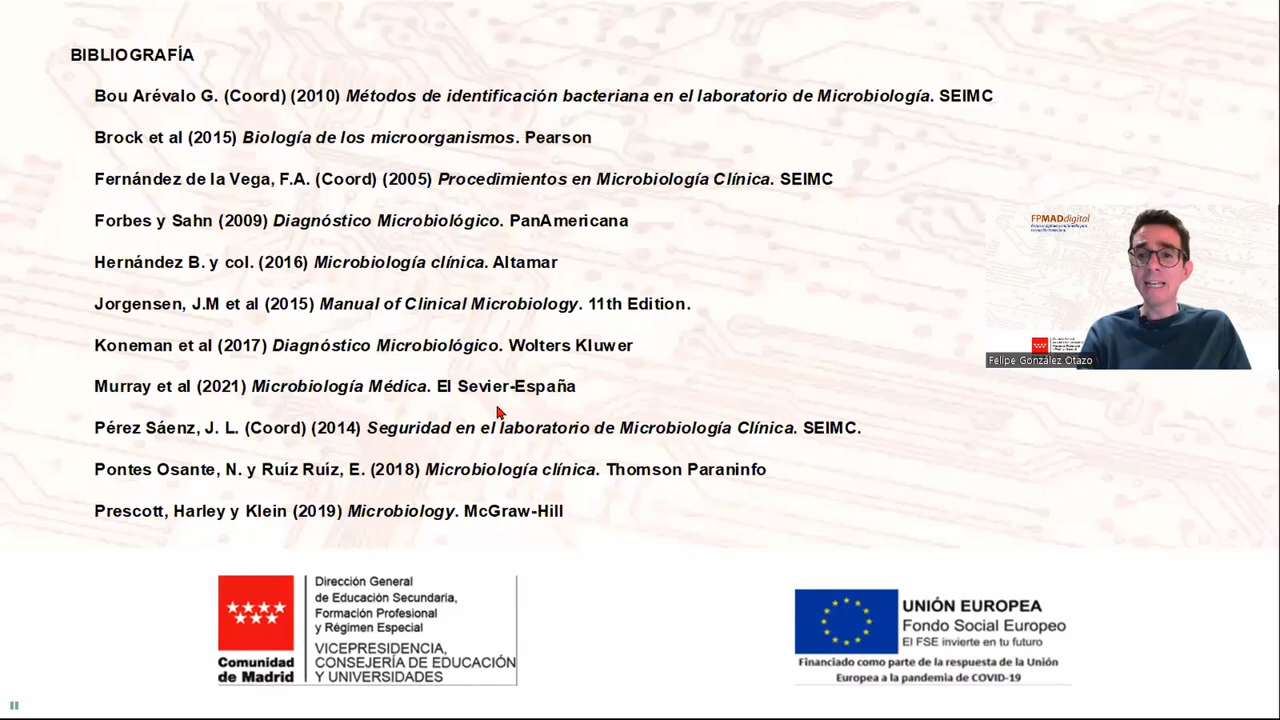 BIBLIOGRAFÍA
Bou Arévalo G. (Coord) (2010) Métodos de identificación bacteriana en el laboratorio de Microbiología. SEIMC
Brock et al (2015) Biología de los microorganismos. Pearson
Fernández de la Vega, F.A. (Coord) (2005) Procedimientos en Microbiología Clínica. SEIMC
Forbes y Sahn (2009) Diagnóstico Microbiológico. PanAmericana
Hernández B. y col. (2016) Microbiología clínica. Altamar
Jorgensen, J.M et al (2015) Manual of Clinical Microbiology. 11th Edition.
Koneman et al (2017) Diagnóstico Microbiológico. Wolters Kluwer
Murray et al (2021) Microbiología Médica. El Sevier-España
Pérez Sáenz, J. L. (Coord) (2014) Seguridad en el laboratorio de Microbiología Clínica. SEIMC.
Pontes Osante, N. y Ruíz Ruíz, E. (2018) Microbiología clínica. Thomson Paraninfo
Prescott, Harley y Klein (2019) Microbiology. McGraw-Hill
FPMADdigital
Felipe González Otazo
Comunidad
de Madrid
Dirección General
de Educación Secundaria,
Formación Profesional
y Régimen Especial
VICEPRESIDENCIA,
CONSEJERÍA DE EDUCACIÓN
Y UNIVERSIDADES
UNIÓN EUROPEA
Fondo Social Europeo
El FSE invierte en tu futuro
Financiado como parte de la respuesta de la Unión
Europea a la pandemia de COVID-19